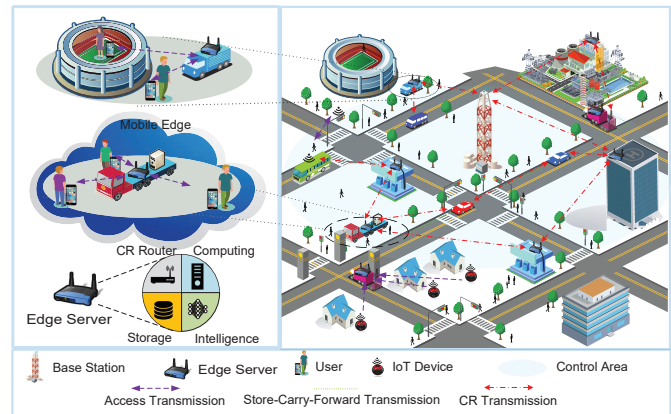 Mobile Edge
CR Router
Computing
Edge Server
Storage
Intelligence
Base Station
Edge Server
User
IoT Device
Control Area
Access Transmission
Store-Carry-Forward Transmission
CR Transmission